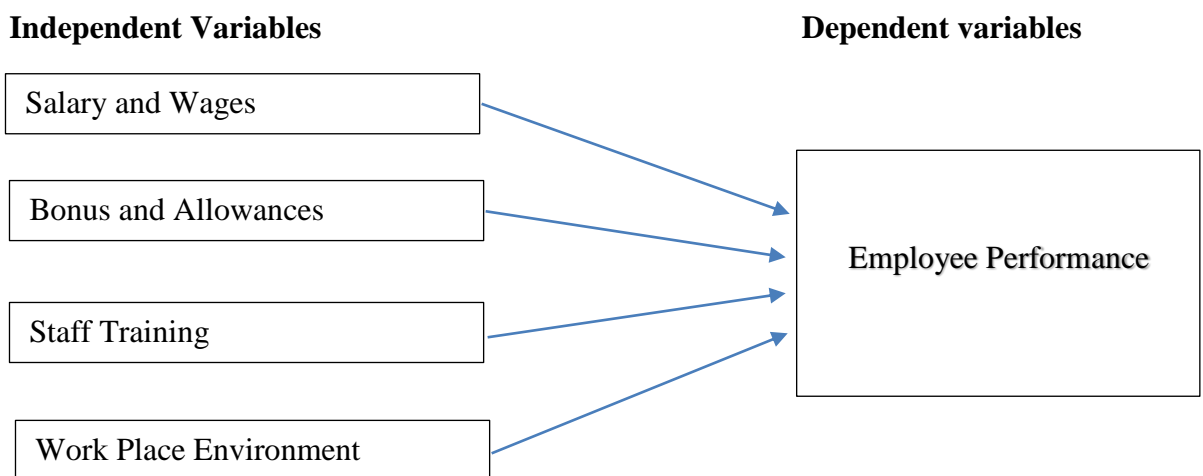 Independent Variables
Dependent variables
Salary and Wages
Bonus and Allowances
Employee Performance
Staff Training
Work Place Environment